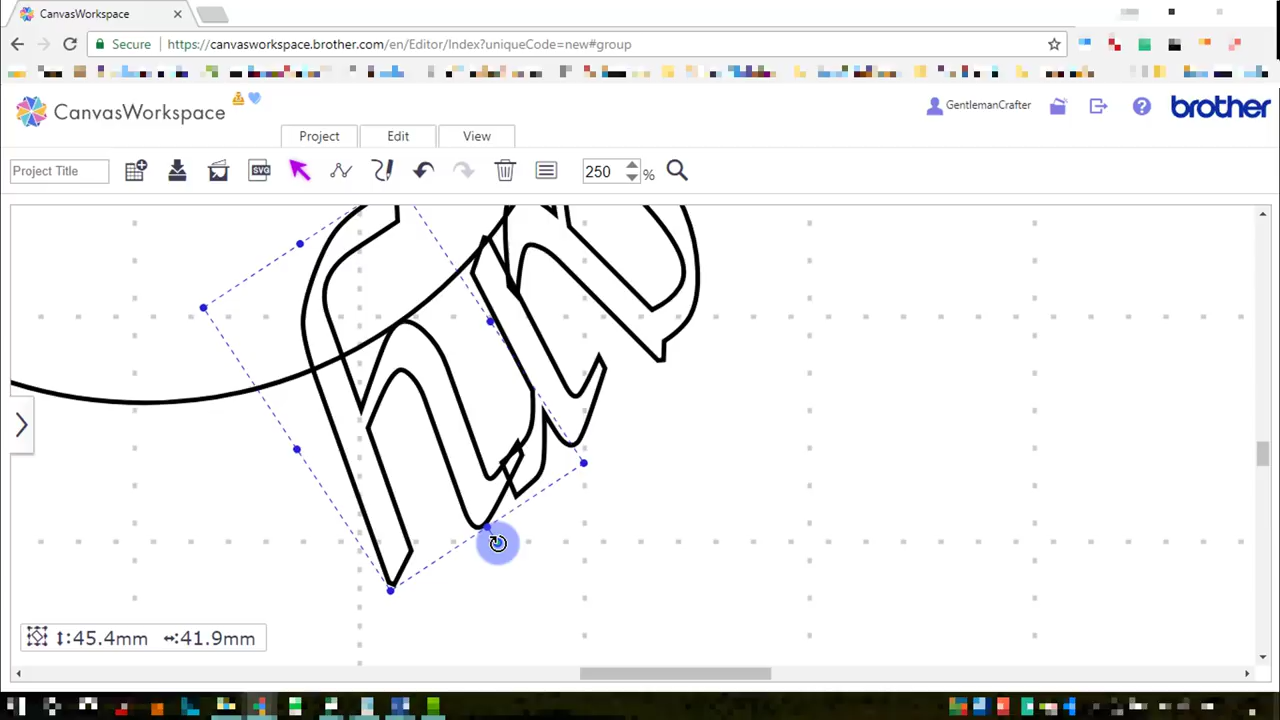 CanvasWorkspace
Secure https://canvasworkspace.brother.com/en/Editor/Index?uniqueCode=new#group
CanvasWorkspace
GentlemanCrafter
brother
Project Edit View
Project Title
SVG
250 %
45.4mm 41.9mm